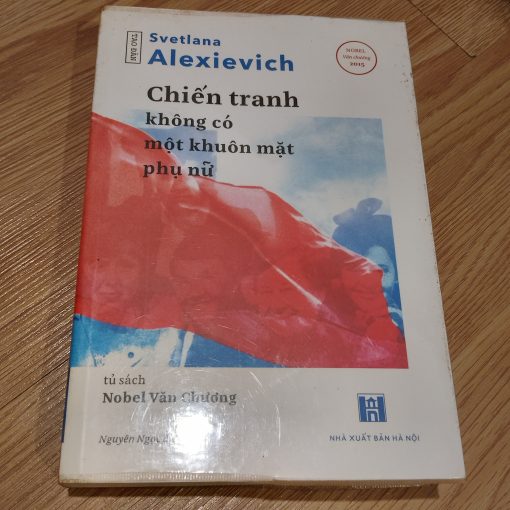 TAO ĐÀN
Svetlana
Alexievich
NOBEL
Văn chương
2015
Chiến tranh
không có
một khuôn mặt
phụ nữ
tủ sách
Nobel Văn Chương
Nguyên Ngọc
NHÀ XUẤT BẢN HÀ NỘI